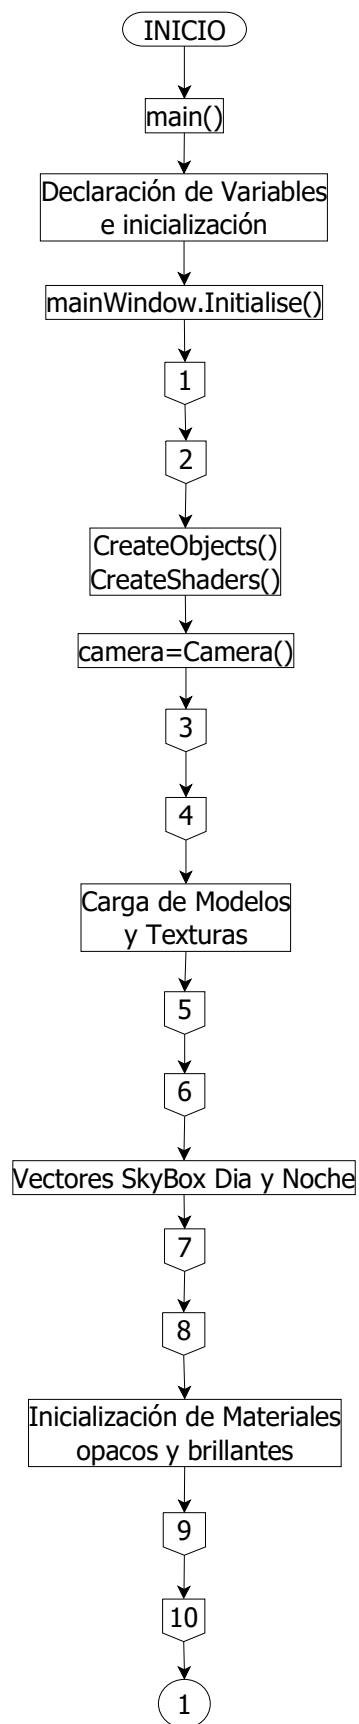 INICIO
main()
Declaración de Variables
e inicialización
mainWindow.Initialise()
1
2
CreateObjects()
CreateShaders()
camera=Camera()
3
4
Carga de Modelos
y Texturas
5
6
Vectores SkyBox Dia y Noche
7
8
Inicialización de Materiales
opacos y brillantes
9
10
1